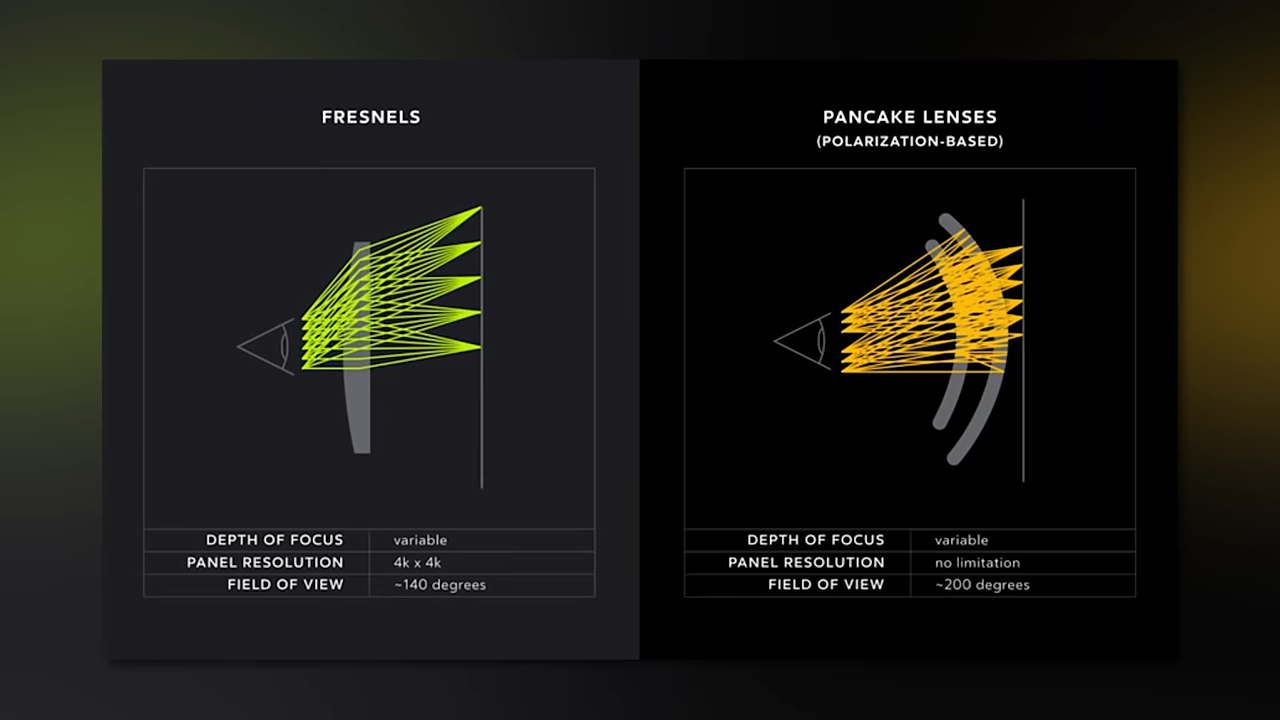 FRESNELS
DEPTH OF FOCUS variable
PANEL RESOLUTION 4k x 4k
FIELD OF VIEW ~140 degrees
PANCAKE LENSES
(POLARIZATION-BASED)
DEPTH OF FOCUS variable
PANEL RESOLUTION no limitation
FIELD OF VIEW ~200 degrees